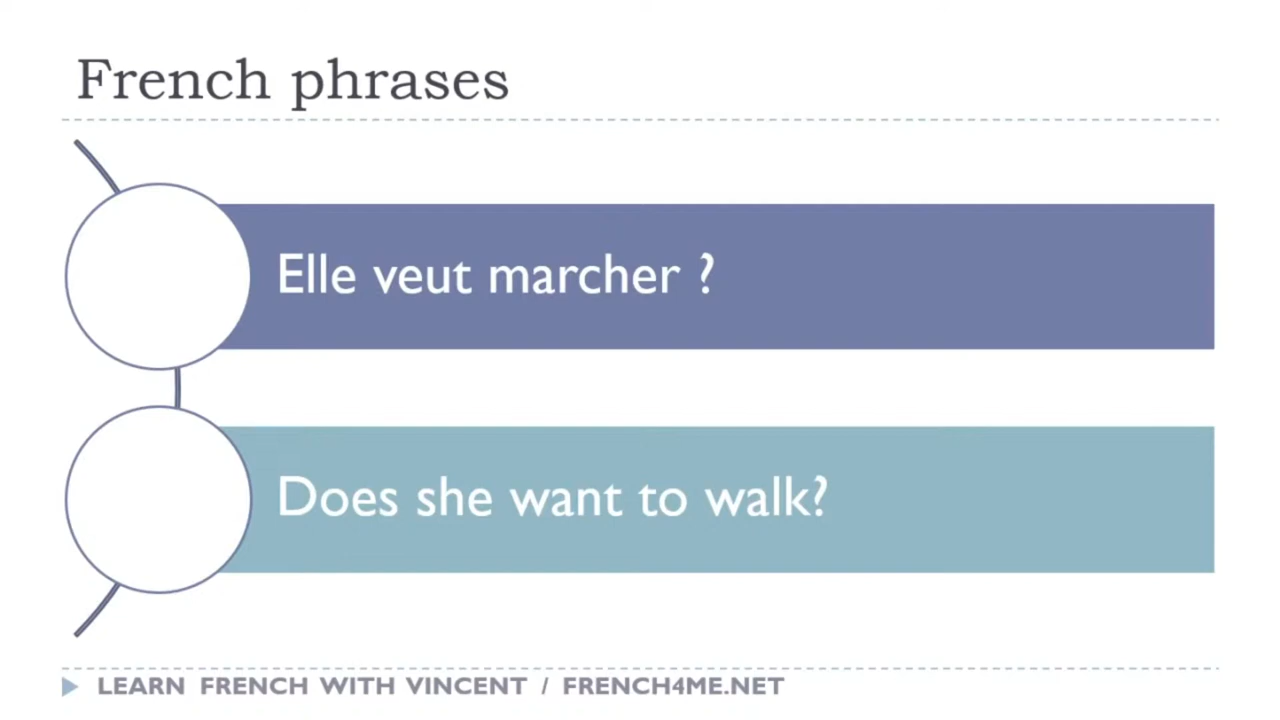 French phrases
Elle veut marcher ?
Does she want to walk?
LEARN FRENCH WITH VINCENT / FRENCH4ME.NET